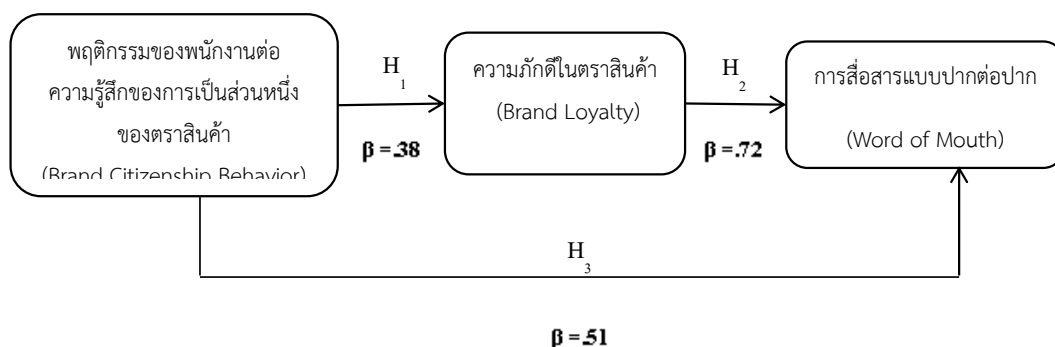 พฤติกรรมของพนักงานต่อ
ความรู้สึกของการเป็นส่วนหนึ่ง
ของตราสินค้า
(Brand Citizenship Behavior)
H1
β = .38
ความภักดีในตราสินค้า
(Brand Loyalty)
H2
β = .72
การสื่อสารแบบปากต่อปาก
(Word of Mouth)
H3
β = .51